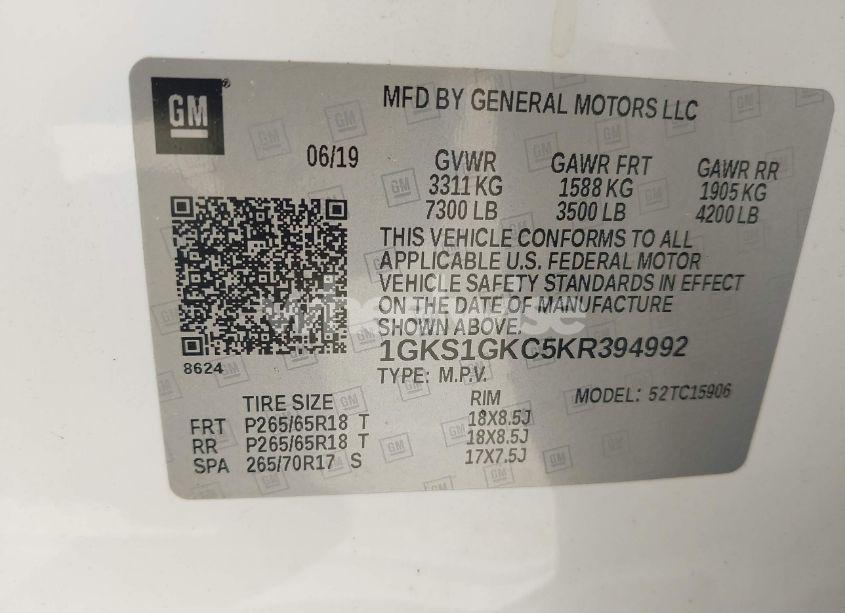 GM
MFD BY GENERAL MOTORS LLC
06/19
GVWR GAWR FRT GAWR RR
3311 KG 1588 KG 1905 KG
7300 LB 3500 LB 4200 LB
THIS VEHICLE CONFORMS TO ALL
APPLICABLE U.S. FEDERAL MOTOR
VEHICLE SAFETY STANDARDS IN EFFECT
ON THE DATE OF MANUFACTURE
SHOWN ABOVE.
1GKS1GKC5KR394992
8624
TYPE: M.P.V.
MODEL: 52TC15906
TIRE SIZE RIM
FRT P265/65R18 T 18X8.5J
RR P265/65R18 T 18X8.5J
SPA 265/70R17 S 17X7.5J